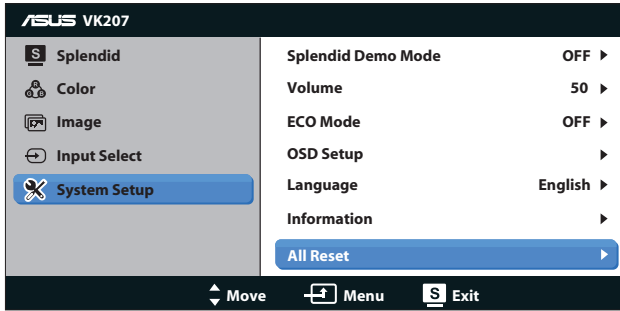 ASUS VK207
S Splendid
Color
Image
Input Select
System Setup
Splendid Demo Mode OFF
Volume 50
ECO Mode OFF
OSD Setup
Language English
Information
All Reset
Move Menu S Exit